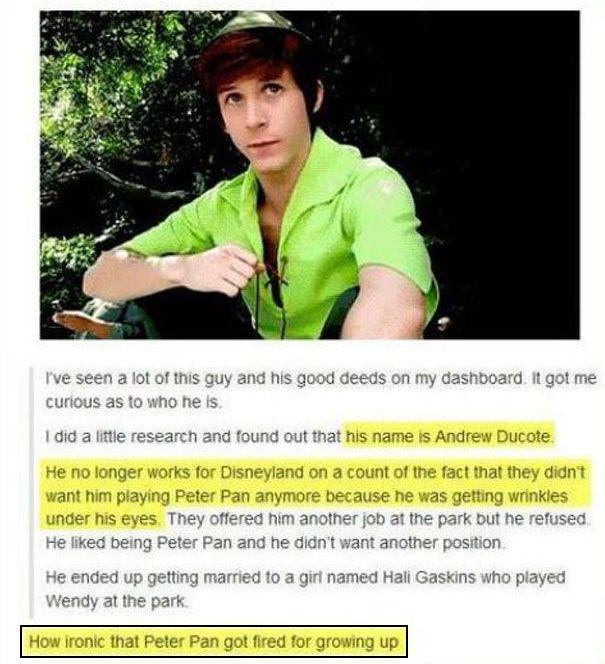 I've seen a lot of this guy and his good deeds on my dashboard. It got me
curious as to who he is.
I did a little research and found out that his name is Andrew Ducote.
He no longer works for Disneyland on a count of the fact that they didn't
want him playing Peter Pan anymore because he was getting wrinkles
under his eyes. They offered him another job at the park but he refused.
He liked being Peter Pan and he didn't want another position.
He ended up getting married to a girl named Hali Gaskins who played
Wendy at the park.
How ironic that Peter Pan got fired for growing up